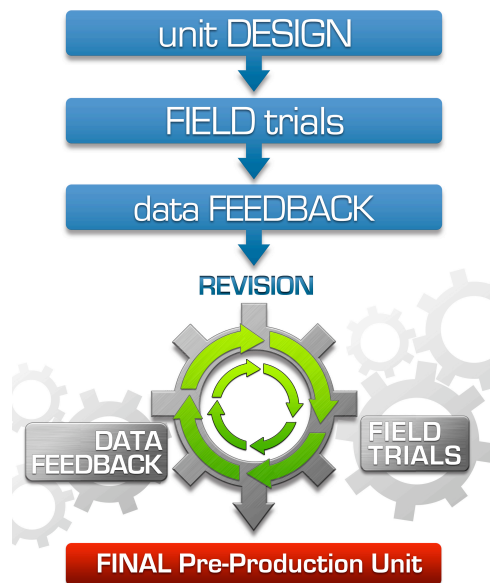 unit DESIGN
FIELD trials
data FEEDBACK
REVISION
DATA
FEEDBACK
FIELD
TRIALS
FINAL Pre-Production Unit